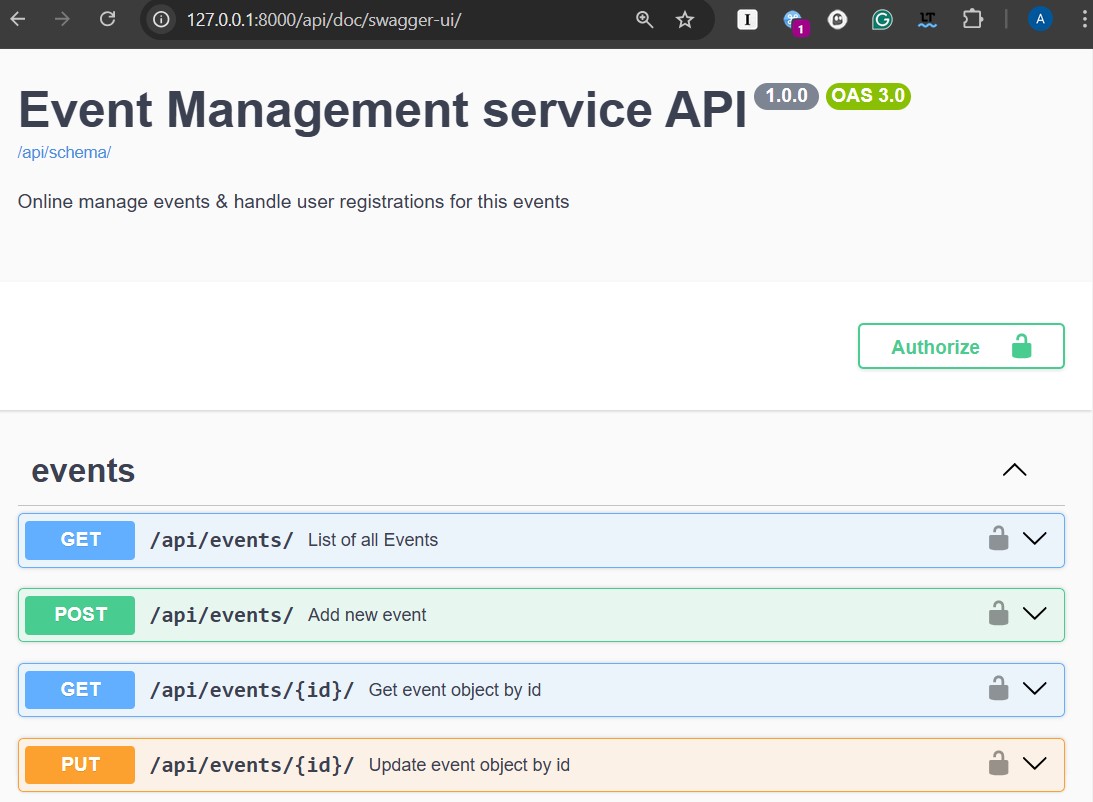 127.0.0.1:8000/api/doc/swagger-ui/
I
1
G
LT
A
Event Management service API 1.0.0 OAS 3.0
/api/schema/
Online manage events & handle user registrations for this events
Authorize
events
GET /api/events/ List of all Events
POST /api/events/ Add new event
GET /api/events/{id}/ Get event object by id
PUT /api/events/{id}/ Update event object by id